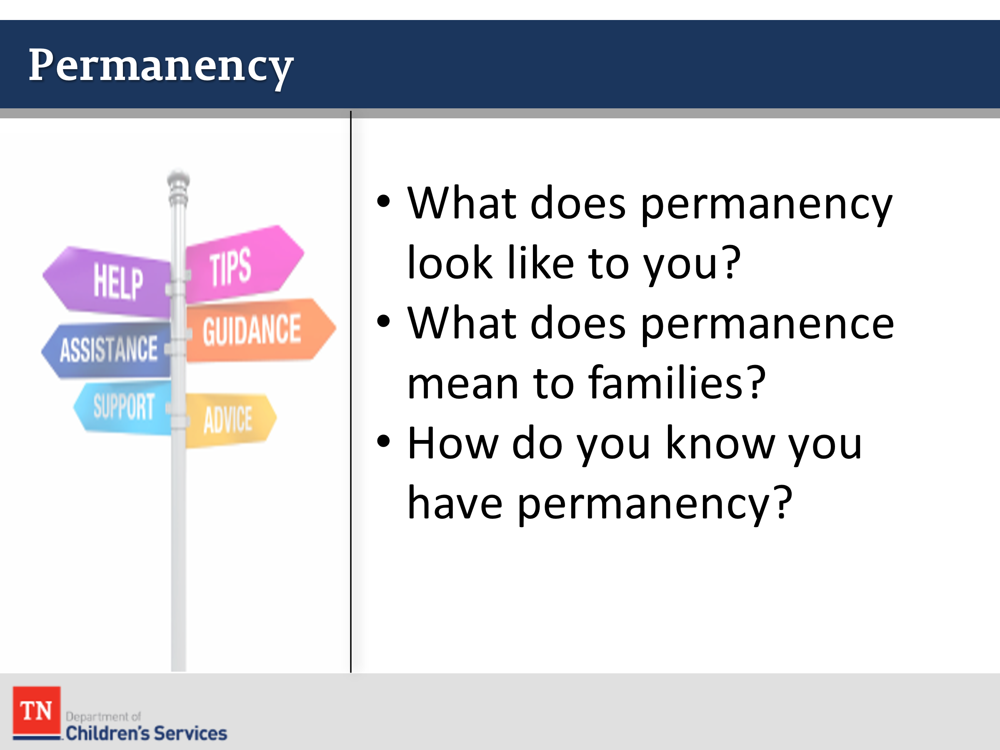 Permanency
HELP
TIPS
GUIDANCE
ASSISTANCE
SUPPORT
ADVICE
• What does permanency
look like to you?
• What does permanence
mean to families?
• How do you know you
have permanency?
TN
Department of
Children's Services